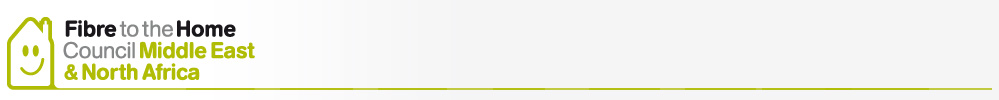 Fibre to the Home
Council Middle East
& North Africa